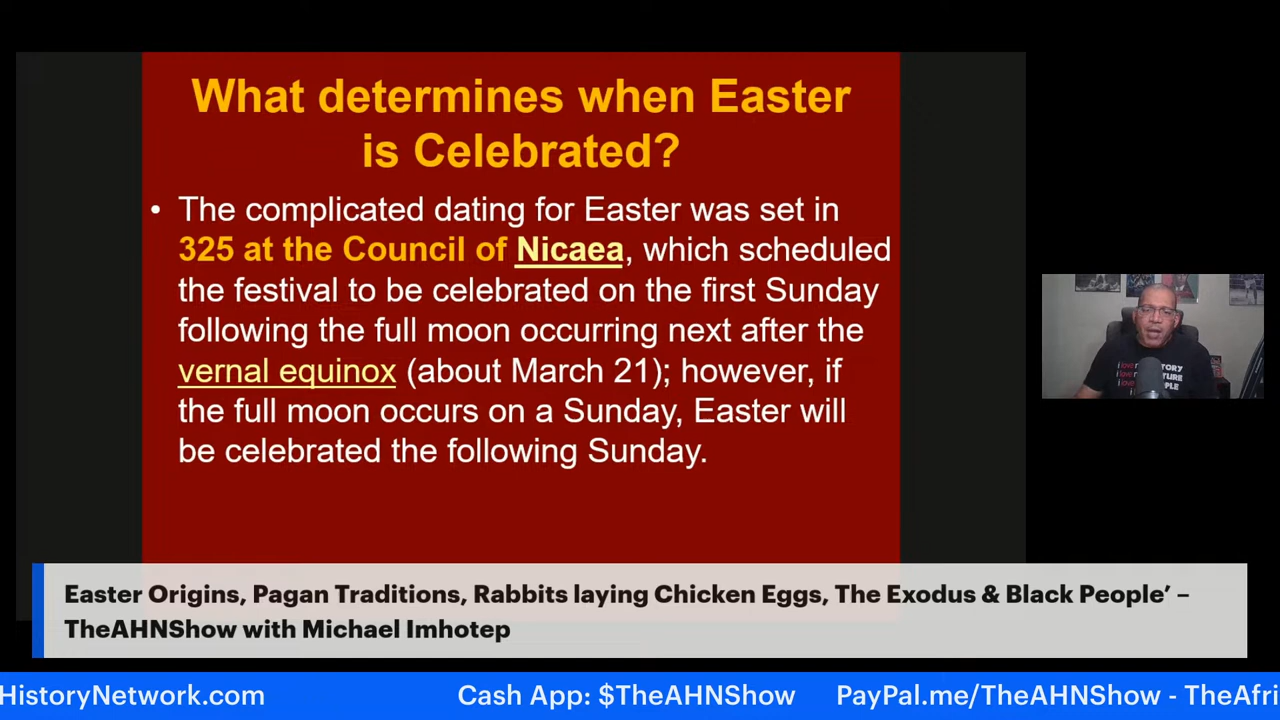 What determines when Easter
is Celebrated?
• The complicated dating for Easter was set in
325 at the Council of Nicaea, which scheduled
the festival to be celebrated on the first Sunday
following the full moon occurring next after the
vernal equinox (about March 21); however, if
the full moon occurs on a Sunday, Easter will
be celebrated the following Sunday.
Easter Origins, Pagan Traditions, Rabbits laying Chicken Eggs, The Exodus & Black People’ –
TheAHNShow with Michael Imhotep
HistoryNetwork.com Cash App: $TheAHNShow PayPal.me/TheAHNShow - TheAfri